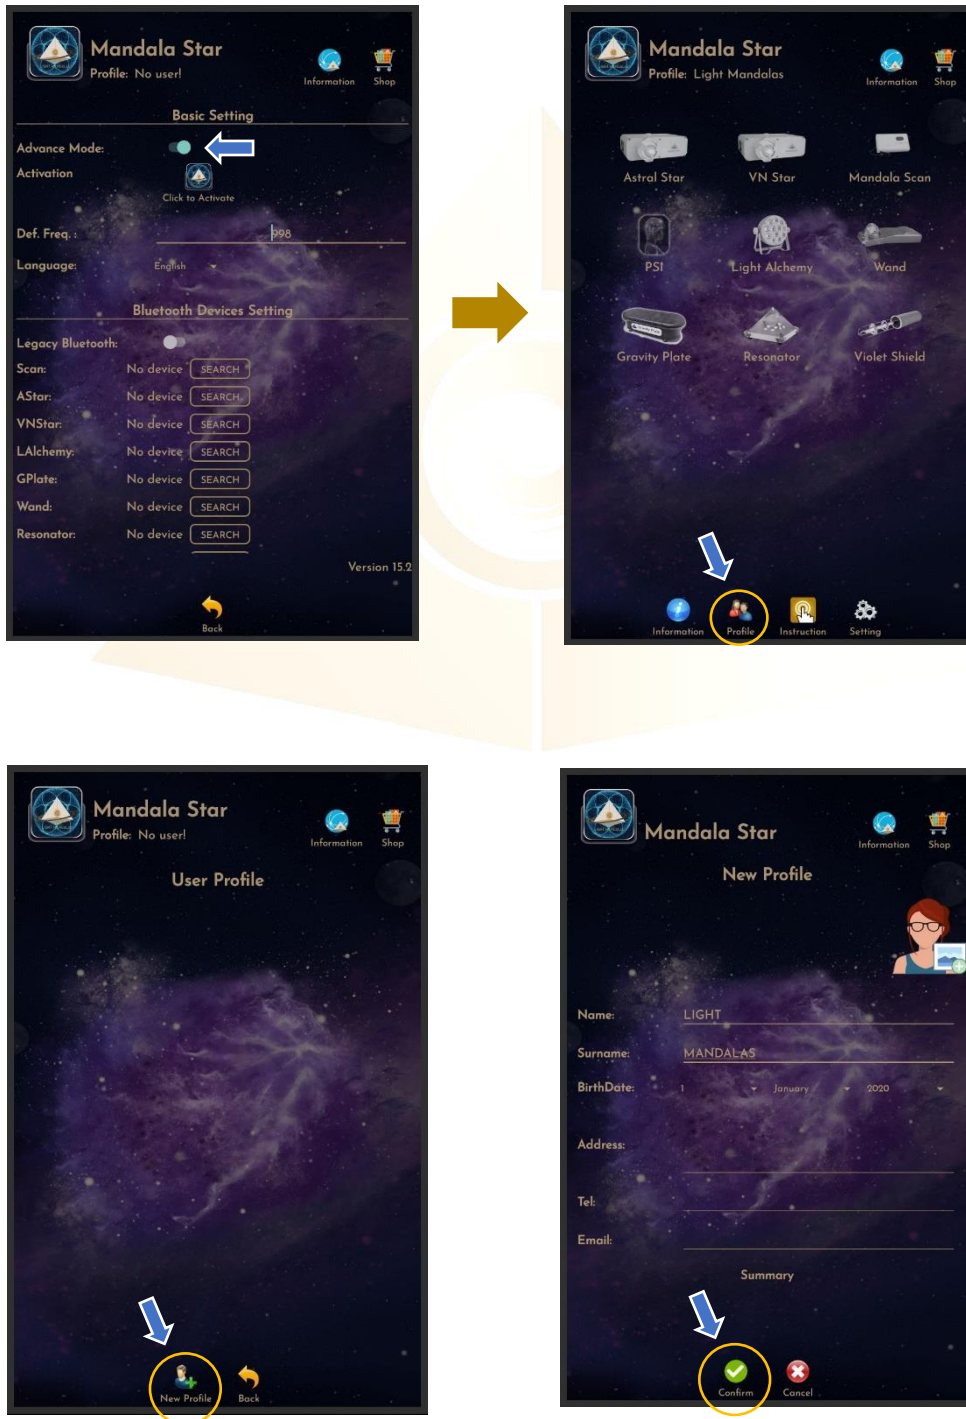 Mandala Star
Profile: No user!
Information
Shop
Basic Setting
Advance Mode:
Activation
Click to Activate
Def. Freq. : 998
Language: English
Bluetooth Devices Setting
Legacy Bluetooth:
Scan: No device SEARCH
AStar: No device SEARCH
VNStar: No device SEARCH
LAlchemy: No device SEARCH
GPlate: No device SEARCH
Wand: No device SEARCH
Resonator: No device SEARCH
Version 15.2
Back
Mandala Star
Profile: Light Mandalas
Information
Shop
Astral Star
VN Star
Mandala Scan
PSI
Light Alchemy
Wand
Gravity Plate
Resonator
Violet Shield
Information
Profile
Instruction
Setting
Mandala Star
Profile: No user!
Information
Shop
User Profile
New Profile
Back
Mandala Star
Information
Shop
New Profile
Name: LIGHT
Surname: MANDALAS
BirthDate: 1 January 2020
Address:
Tel:
Email:
Summary
Confirm
Cancel